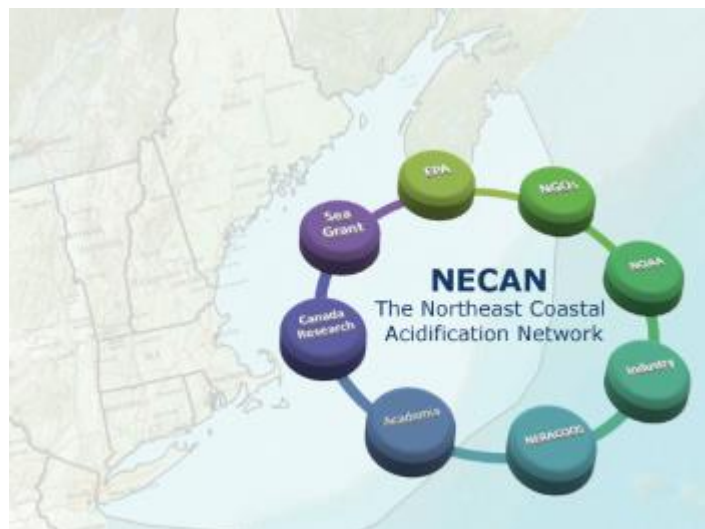 EPA
NGOs
NOAA
Industry
NERACOOS
Academia
Canada
Research
Sea
Grant
NECAN
The Northeast Coastal
Acidification Network